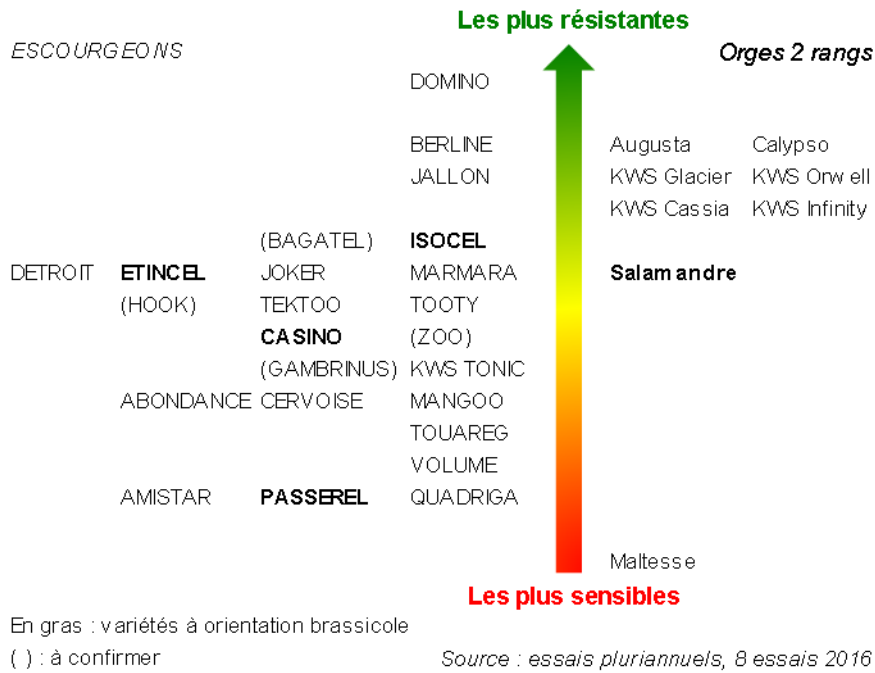 Les plus résistantes
ESCOURGEONS Orges 2 rangs
DOMINO
BERLINE Augusta Calypso
JALLON KWS Glacier KWS Orwell
KWS Cassia KWS Infinity
(BAGATEL) ISOCEL
DETROIT ETINCEL JOKER MARMARA Salamandre
(HOOK) TEKTOO TOOTY
CASINO (ZOO)
(GAMBRINUS) KWS TONIC
ABONDANCE CERVOISE MANGOO
TOUAREG
VOLUME
AMISTAR PASSEREL QUADRIGA
Maltesse
Les plus sensibles
En gras : variétés à orientation brassicole
( ) : à confirmer Source : essais pluriannuels, 8 essais 2016